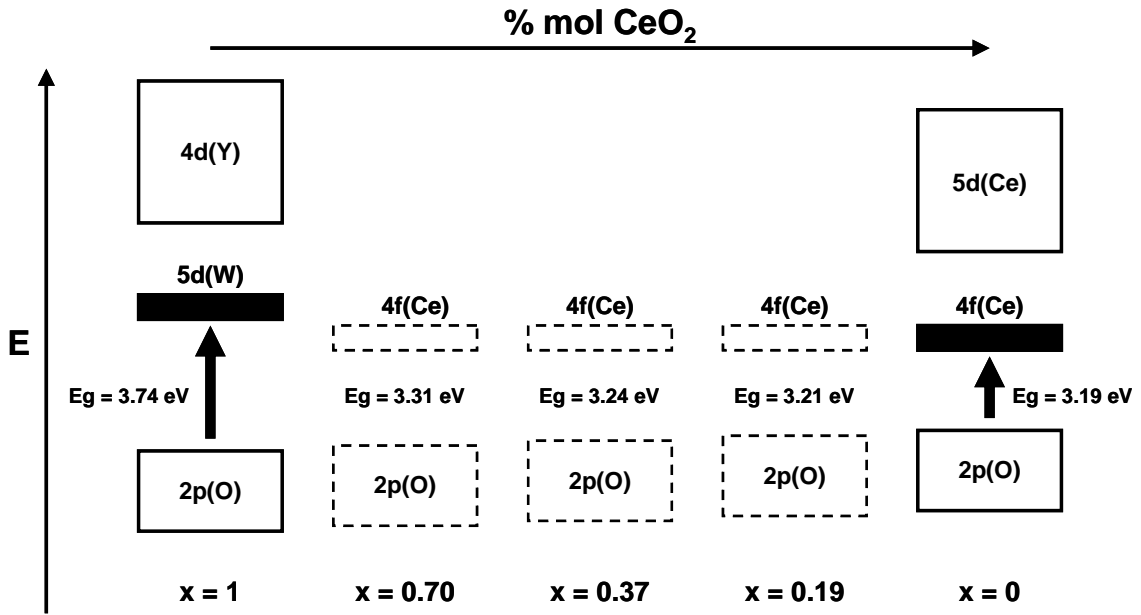 % mol CeO₂
4d(Y)
5d(Ce)
5d(W)
4f(Ce)
4f(Ce)
4f(Ce)
4f(Ce)
E
Eg = 3.74 eV
Eg = 3.31 eV
Eg = 3.24 eV
Eg = 3.21 eV
Eg = 3.19 eV
2p(O)
2p(O)
2p(O)
2p(O)
2p(O)
x = 1
x = 0.70
x = 0.37
x = 0.19
x = 0